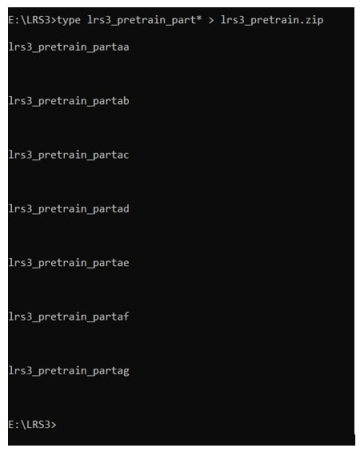 E:\LRS3>type lrs3_pretrain_part* > lrs3_pretrain.zip
lrs3_pretrain_partaa
lrs3_pretrain_partab
lrs3_pretrain_partac
lrs3_pretrain_partad
lrs3_pretrain_partae
lrs3_pretrain_partaf
lrs3_pretrain_partag
E:\LRS3>